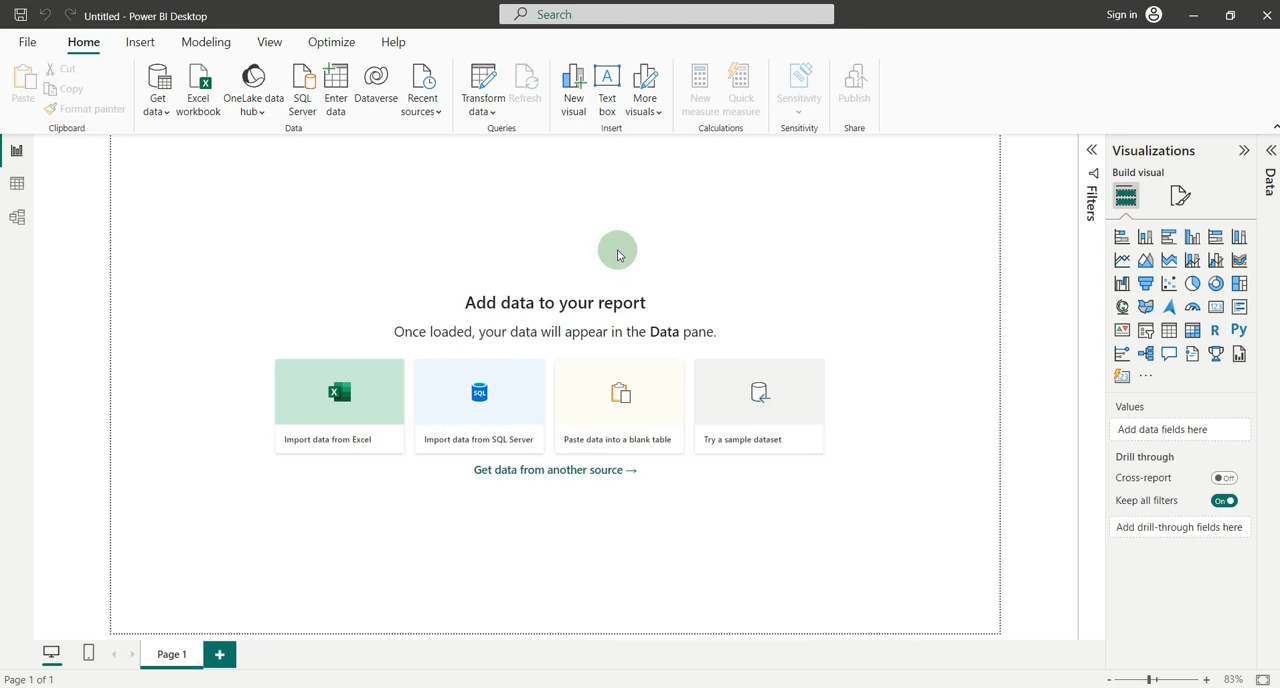 Untitled - Power BI Desktop
Search
Sign in
File Home Insert Modeling View Optimize Help
Paste
Cut
Copy
Format painter
Clipboard
Get data
Excel workbook
OneLake data hub
SQL Server
Enter data
Dataverse
Recent sources
Data
Transform data
Refresh
Queries
New visual
A
Text box
More visuals
Insert
New measure
Quick measure
Calculations
Sensitivity
Sensitivity
Publish
Share
Add data to your report
Once loaded, your data will appear in the Data pane.
SQL
Import data from Excel
Import data from SQL Server
Paste data into a blank table
Try a sample dataset
Get data from another source →
Filters
Visualizations
Build visual
123
R
Py
123
Values
Add data fields here
Drill through
Cross-report
Off
Keep all filters
On
Add drill-through fields here
Data
Page 1
Page 1 of 1
- + 83%